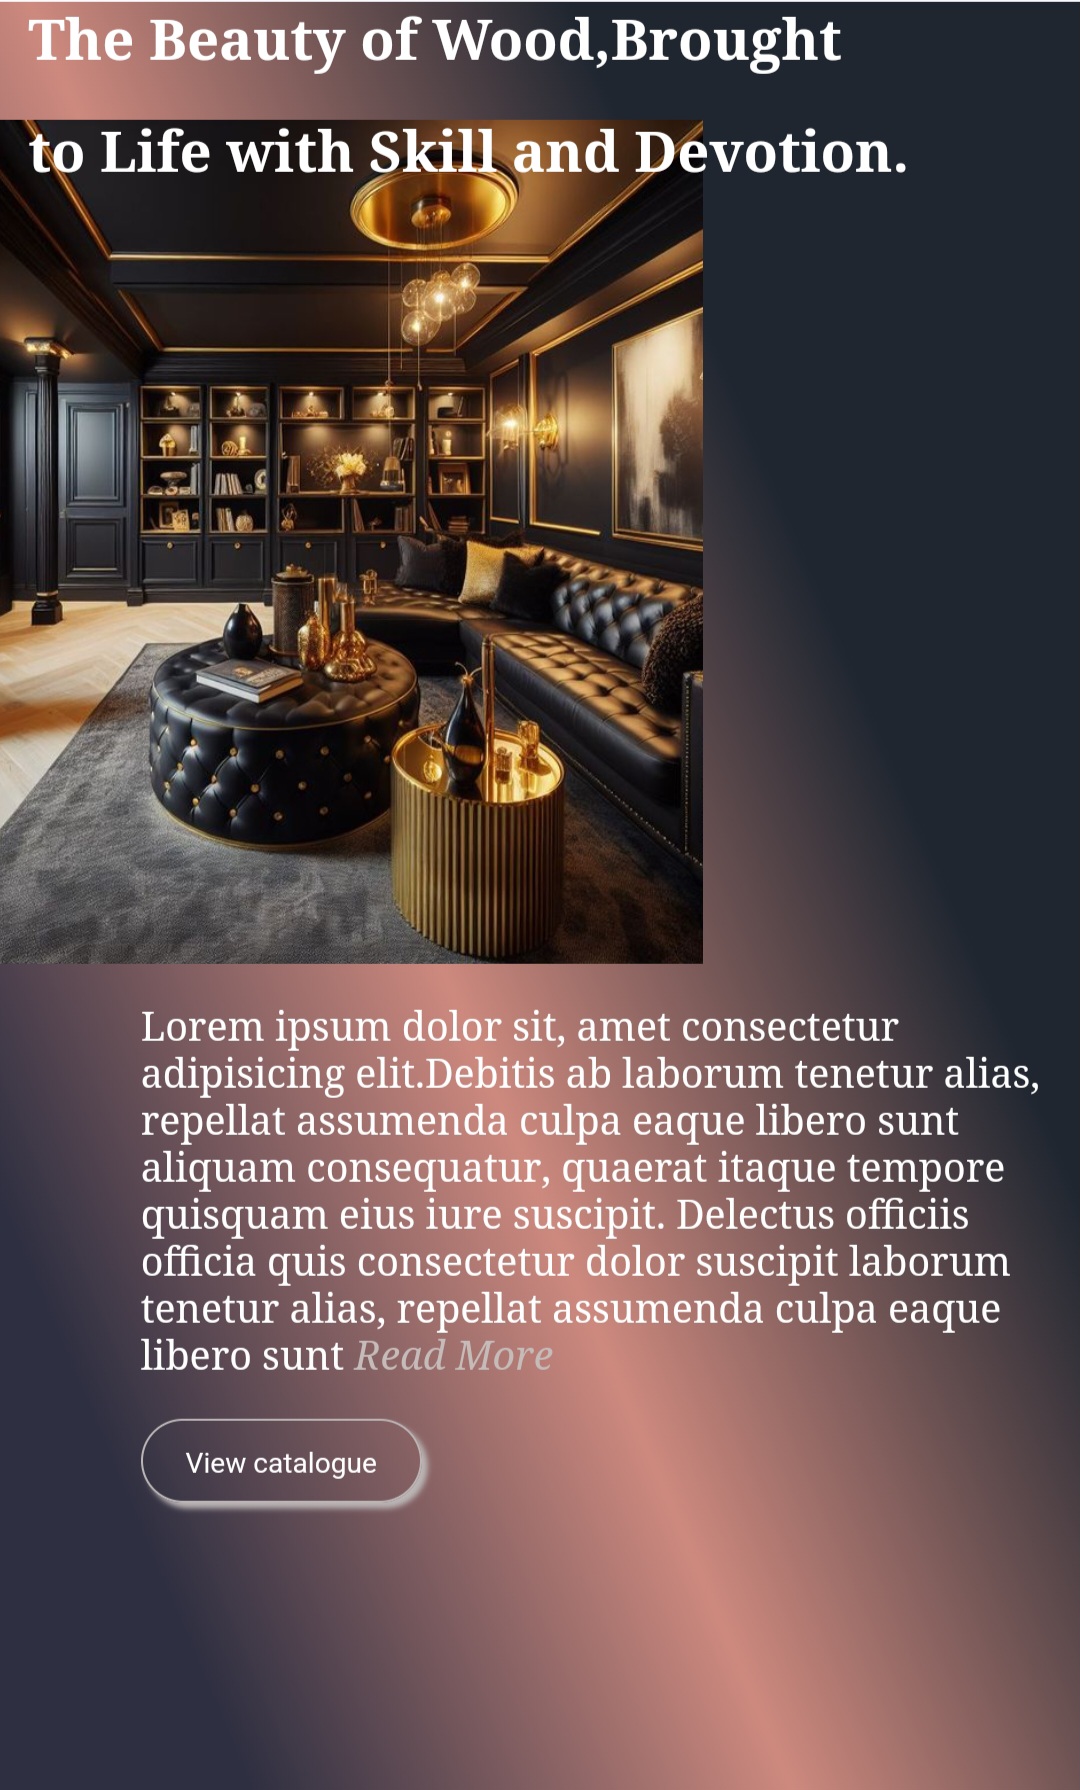 The Beauty of Wood,Brought
to Life with Skill and Devotion.
Lorem ipsum dolor sit, amet consectetur
adipisicing elit.Debitis ab laborum tenetur alias,
repellat assumenda culpa eaque libero sunt
aliquam consequatur, quaerat itaque tempore
quisquam eius iure suscipit. Delectus officiis
officia quis consectetur dolor suscipit laborum
tenetur alias, repellat assumenda culpa eaque
libero sunt Read More
View catalogue